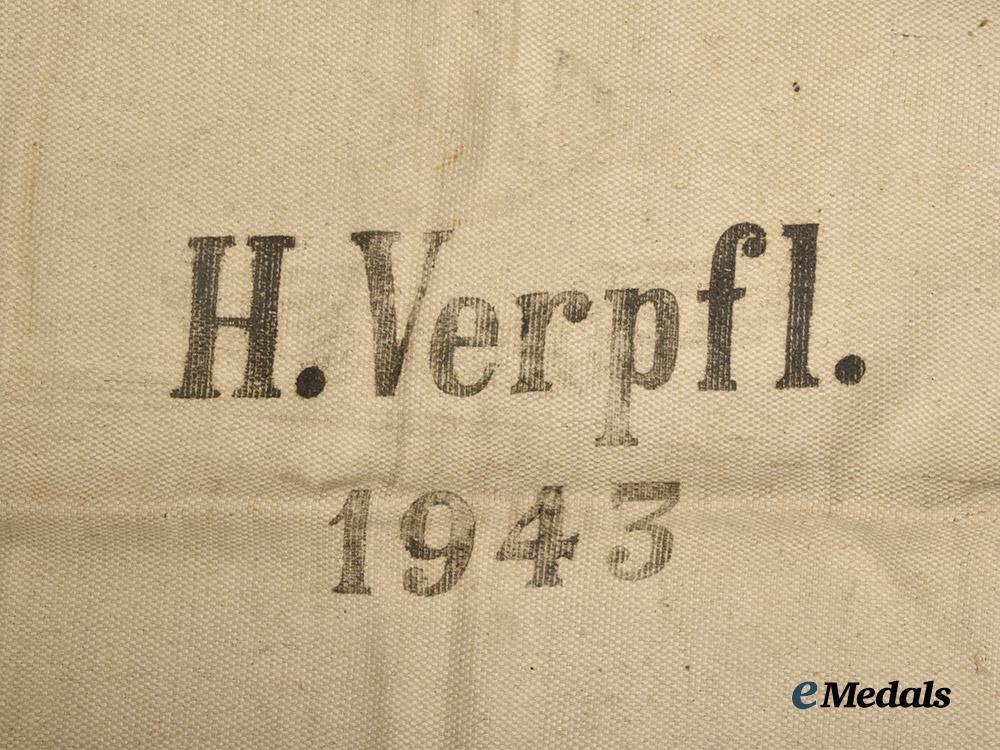 H. Verpfl.
1943
eMedals